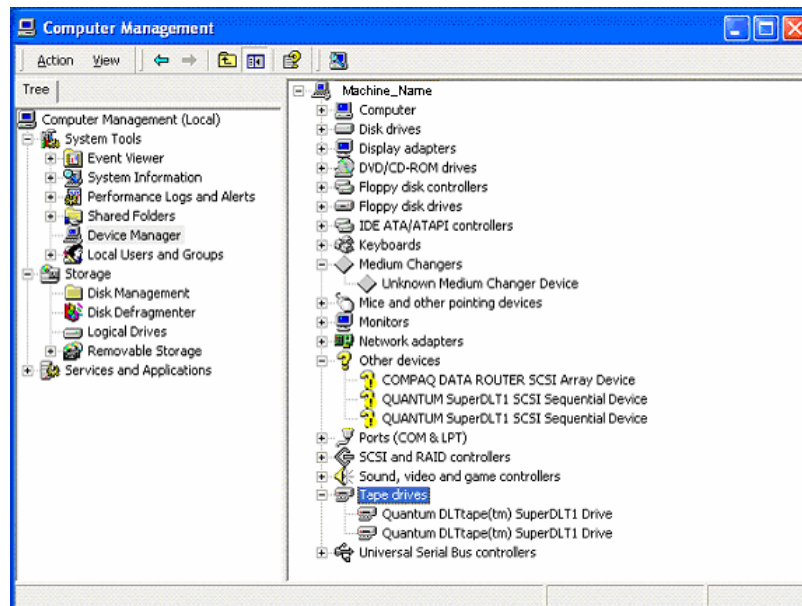 Computer Management
Action View
Tree
Computer Management (Local)
System Tools
Event Viewer
System Information
Performance Logs and Alerts
Shared Folders
Device Manager
Local Users and Groups
Storage
Disk Management
Disk Defragmenter
Logical Drives
Removable Storage
Services and Applications
Machine_Name
Computer
Disk drives
Display adapters
DVD/CD-ROM drives
Floppy disk controllers
Floppy disk drives
IDE ATA/ATAPI controllers
Keyboards
Medium Changers
Unknown Medium Changer Device
Mice and other pointing devices
Monitors
Network adapters
Other devices
COMPAQ DATA ROUTER SCSI Array Device
QUANTUM SuperDLT1 SCSI Sequential Device
QUANTUM SuperDLT1 SCSI Sequential Device
Ports (COM & LPT)
SCSI and RAID controllers
Sound, video and game controllers
Tape drives
Quantum DLTtape(tm) SuperDLT1 Drive
Quantum DLTtape(tm) SuperDLT1 Drive
Universal Serial Bus controllers